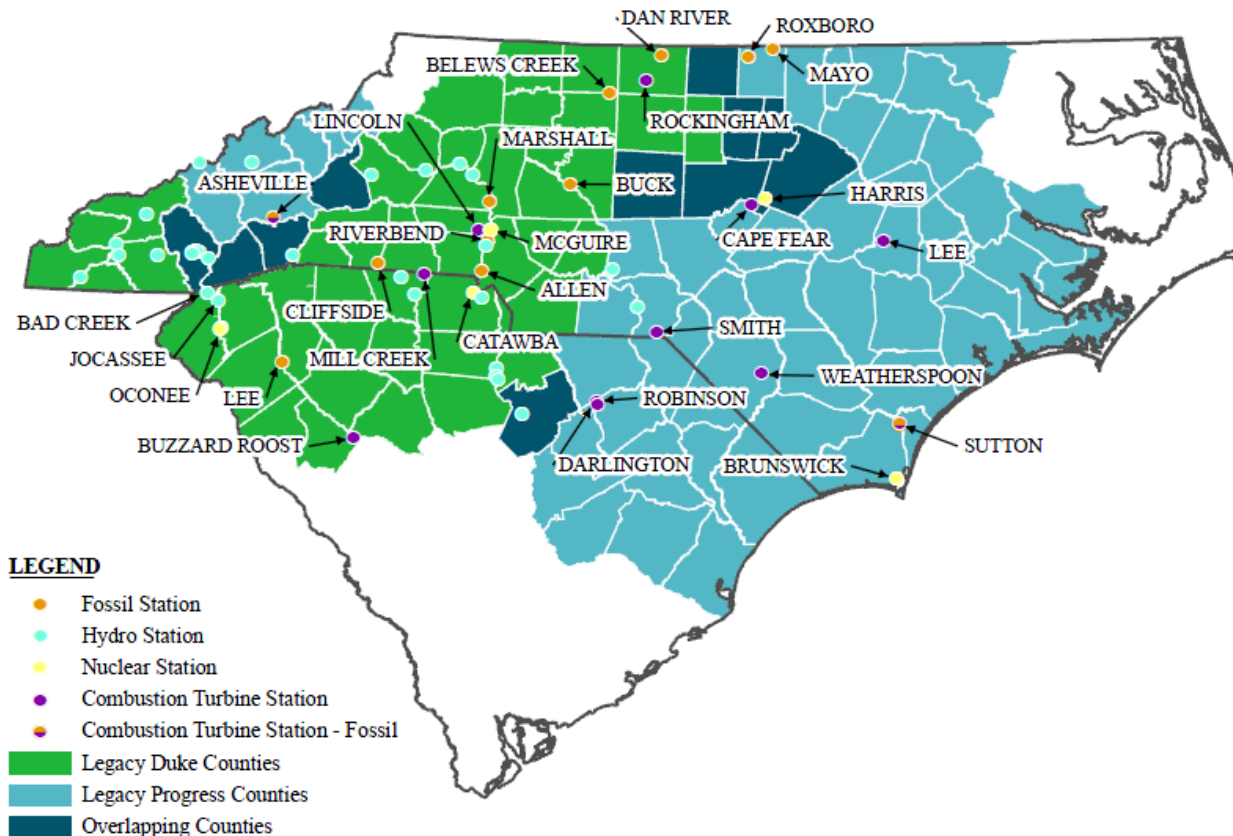 DAN RIVER
ROXBORO
BELEWS CREEK
MAYO
LINCOLN
ROCKINGHAM
MARSHALL
ASHEVILLE
BUCK
HARRIS
RIVERBEND
MCGUIRE
CAPE FEAR
LEE
ALLEN
CLIFFSIDE
BAD CREEK
SMITH
CATAWBA
JOCASSEE
MILL CREEK
WEATHERSPOON
OCONEE
LEE
ROBINSON
BUZZARD ROOST
SUTTON
DARLINGTON
BRUNSWICK
LEGEND
Fossil Station
Hydro Station
Nuclear Station
Combustion Turbine Station
Combustion Turbine Station - Fossil
Legacy Duke Counties
Legacy Progress Counties
Overlapping Counties